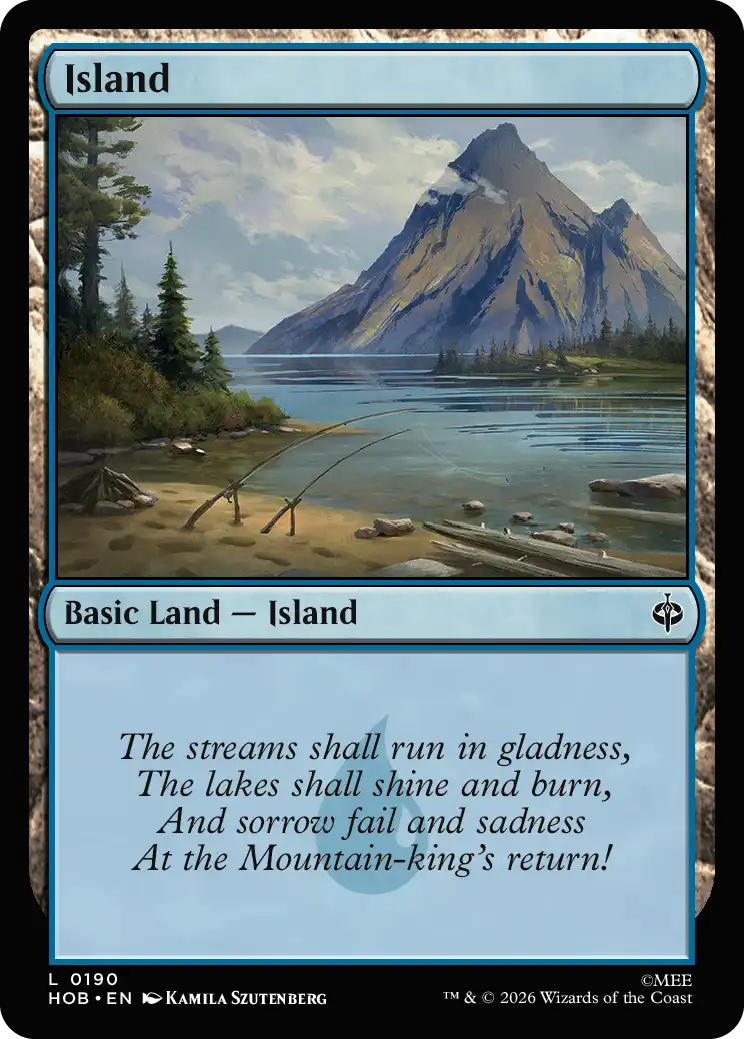 Island
Basic Land — Island
The streams shall run in gladness,
The lakes shall shine and burn,
And sorrow fail and sadness
At the Mountain-king's return!
L 0190
©MEE
HOB • EN Kamila Szutenberg
™ & © 2026 Wizards of the Coast